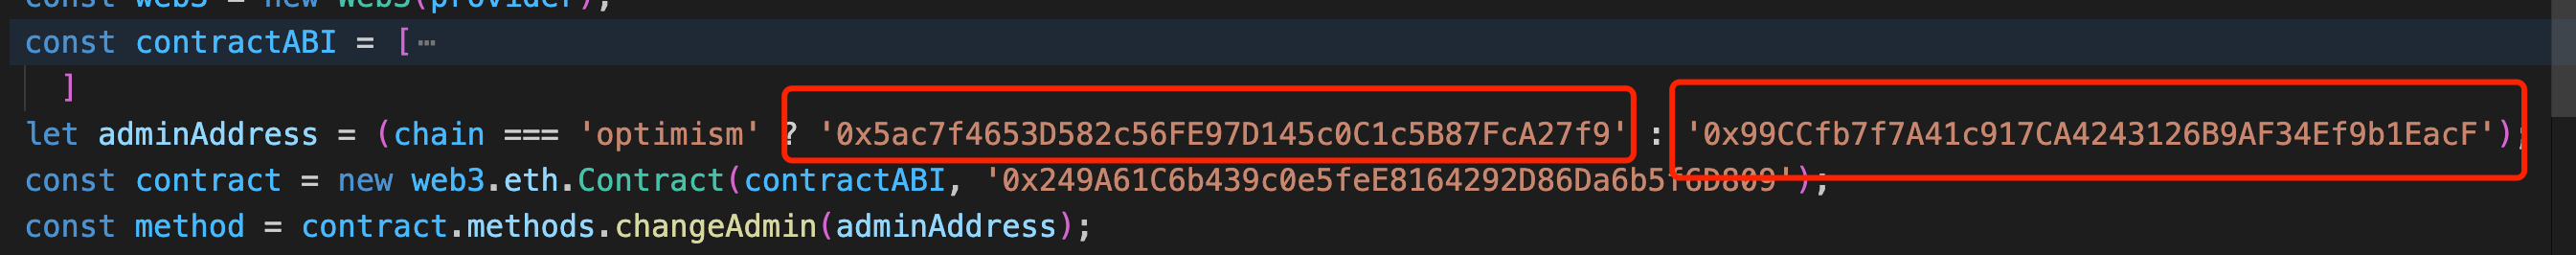 const web3 = new Web3(provider);
const contractABI = [ ⋯
]
let adminAddress = (chain === 'optimism' ? '0x5ac7f4653D582c56FE97D145c0C1c5B87FcA27f9' : '0x99CCfb7f7A41c917CA4243126B9AF34Ef9b1EacF');
const contract = new web3.eth.Contract(contractABI, '0x249A61C6b439c0e5feE8164292D86Da6b5f6D809');
const method = contract.methods.changeAdmin(adminAddress);